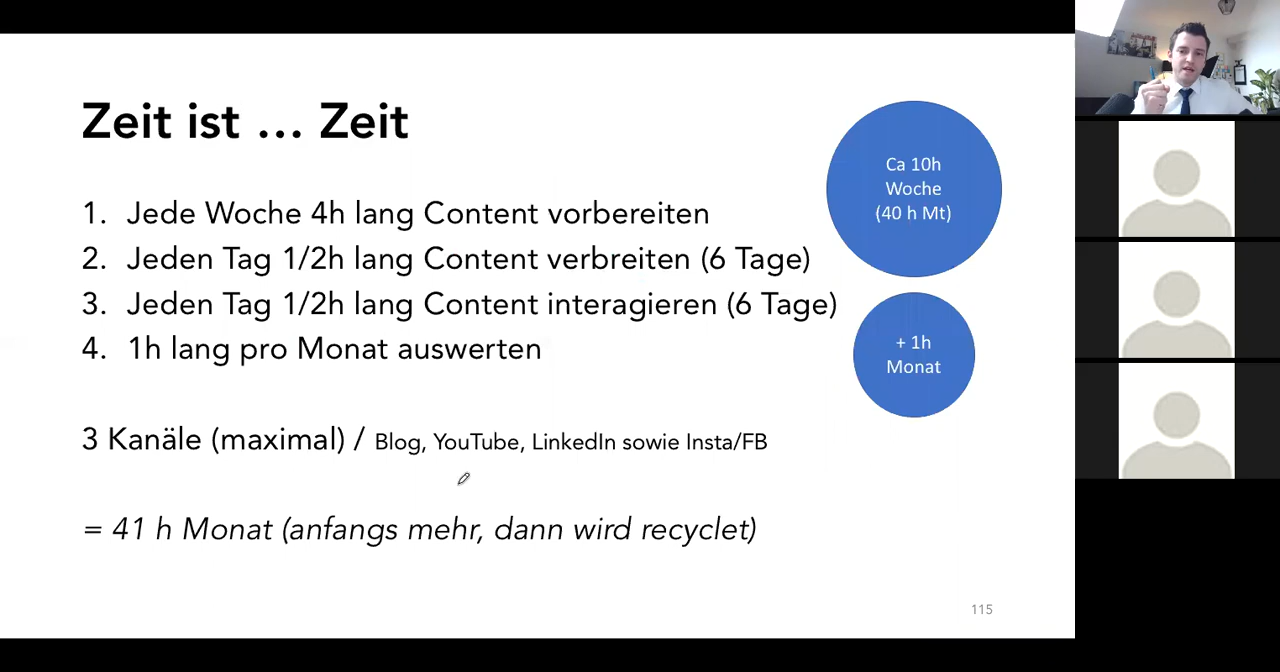 Zeit ist … Zeit
1. Jede Woche 4h lang Content vorbereiten
2. Jeden Tag 1/2h lang Content verbreiten (6 Tage)
3. Jeden Tag 1/2h lang Content interagieren (6 Tage)
4. 1h lang pro Monat auswerten
3 Kanäle (maximal) / Blog, YouTube, LinkedIn sowie Insta/FB
= 41 h Monat (anfangs mehr, dann wird recyclet)
Ca 10h
Woche
(40 h Mt)
+ 1h
Monat
115